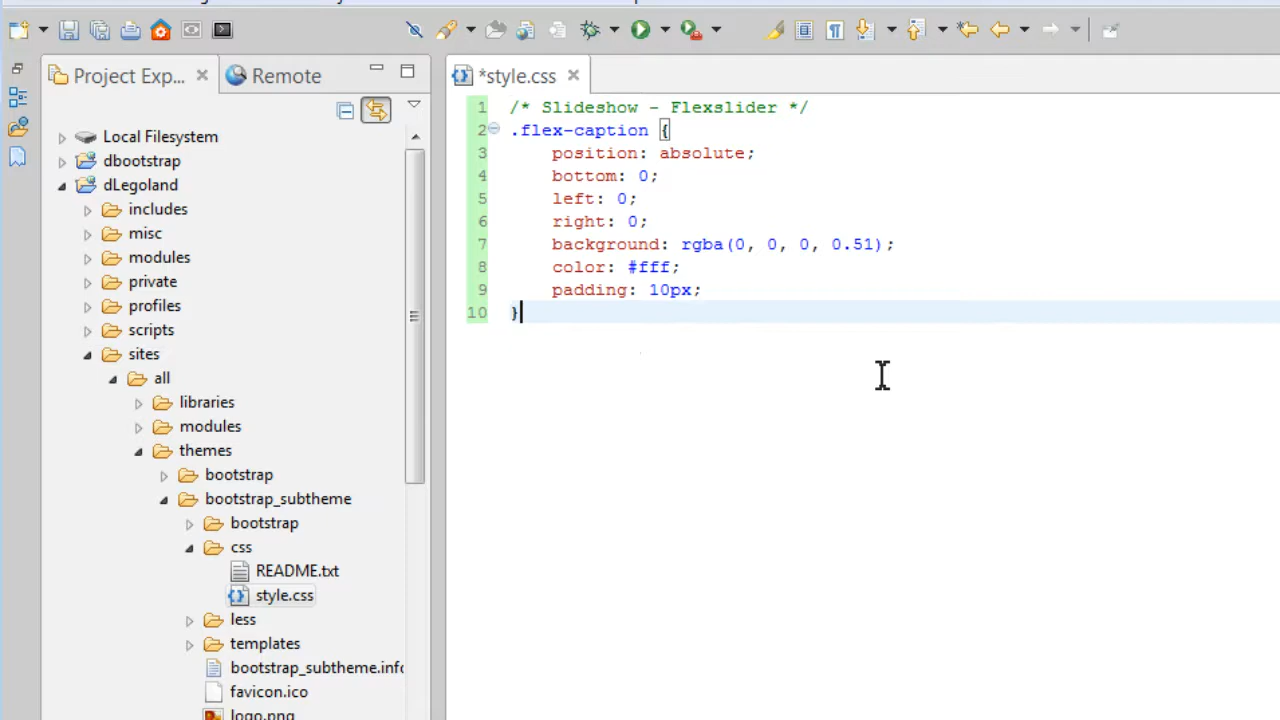 Project Exp...
Remote
*style.css
Local Filesystem
dbootstrap
dLegoland
includes
misc
modules
private
profiles
scripts
sites
all
libraries
modules
themes
bootstrap
bootstrap_subtheme
bootstrap
css
README.txt
style.css
less
templates
bootstrap_subtheme.info
favicon.ico
logo.png
1 /* Slideshow - Flexslider */
2 .flex-caption {
3 position: absolute;
4 bottom: 0;
5 left: 0;
6 right: 0;
7 background: rgba(0, 0, 0, 0.51);
8 color: #fff;
9 padding: 10px;
10 }